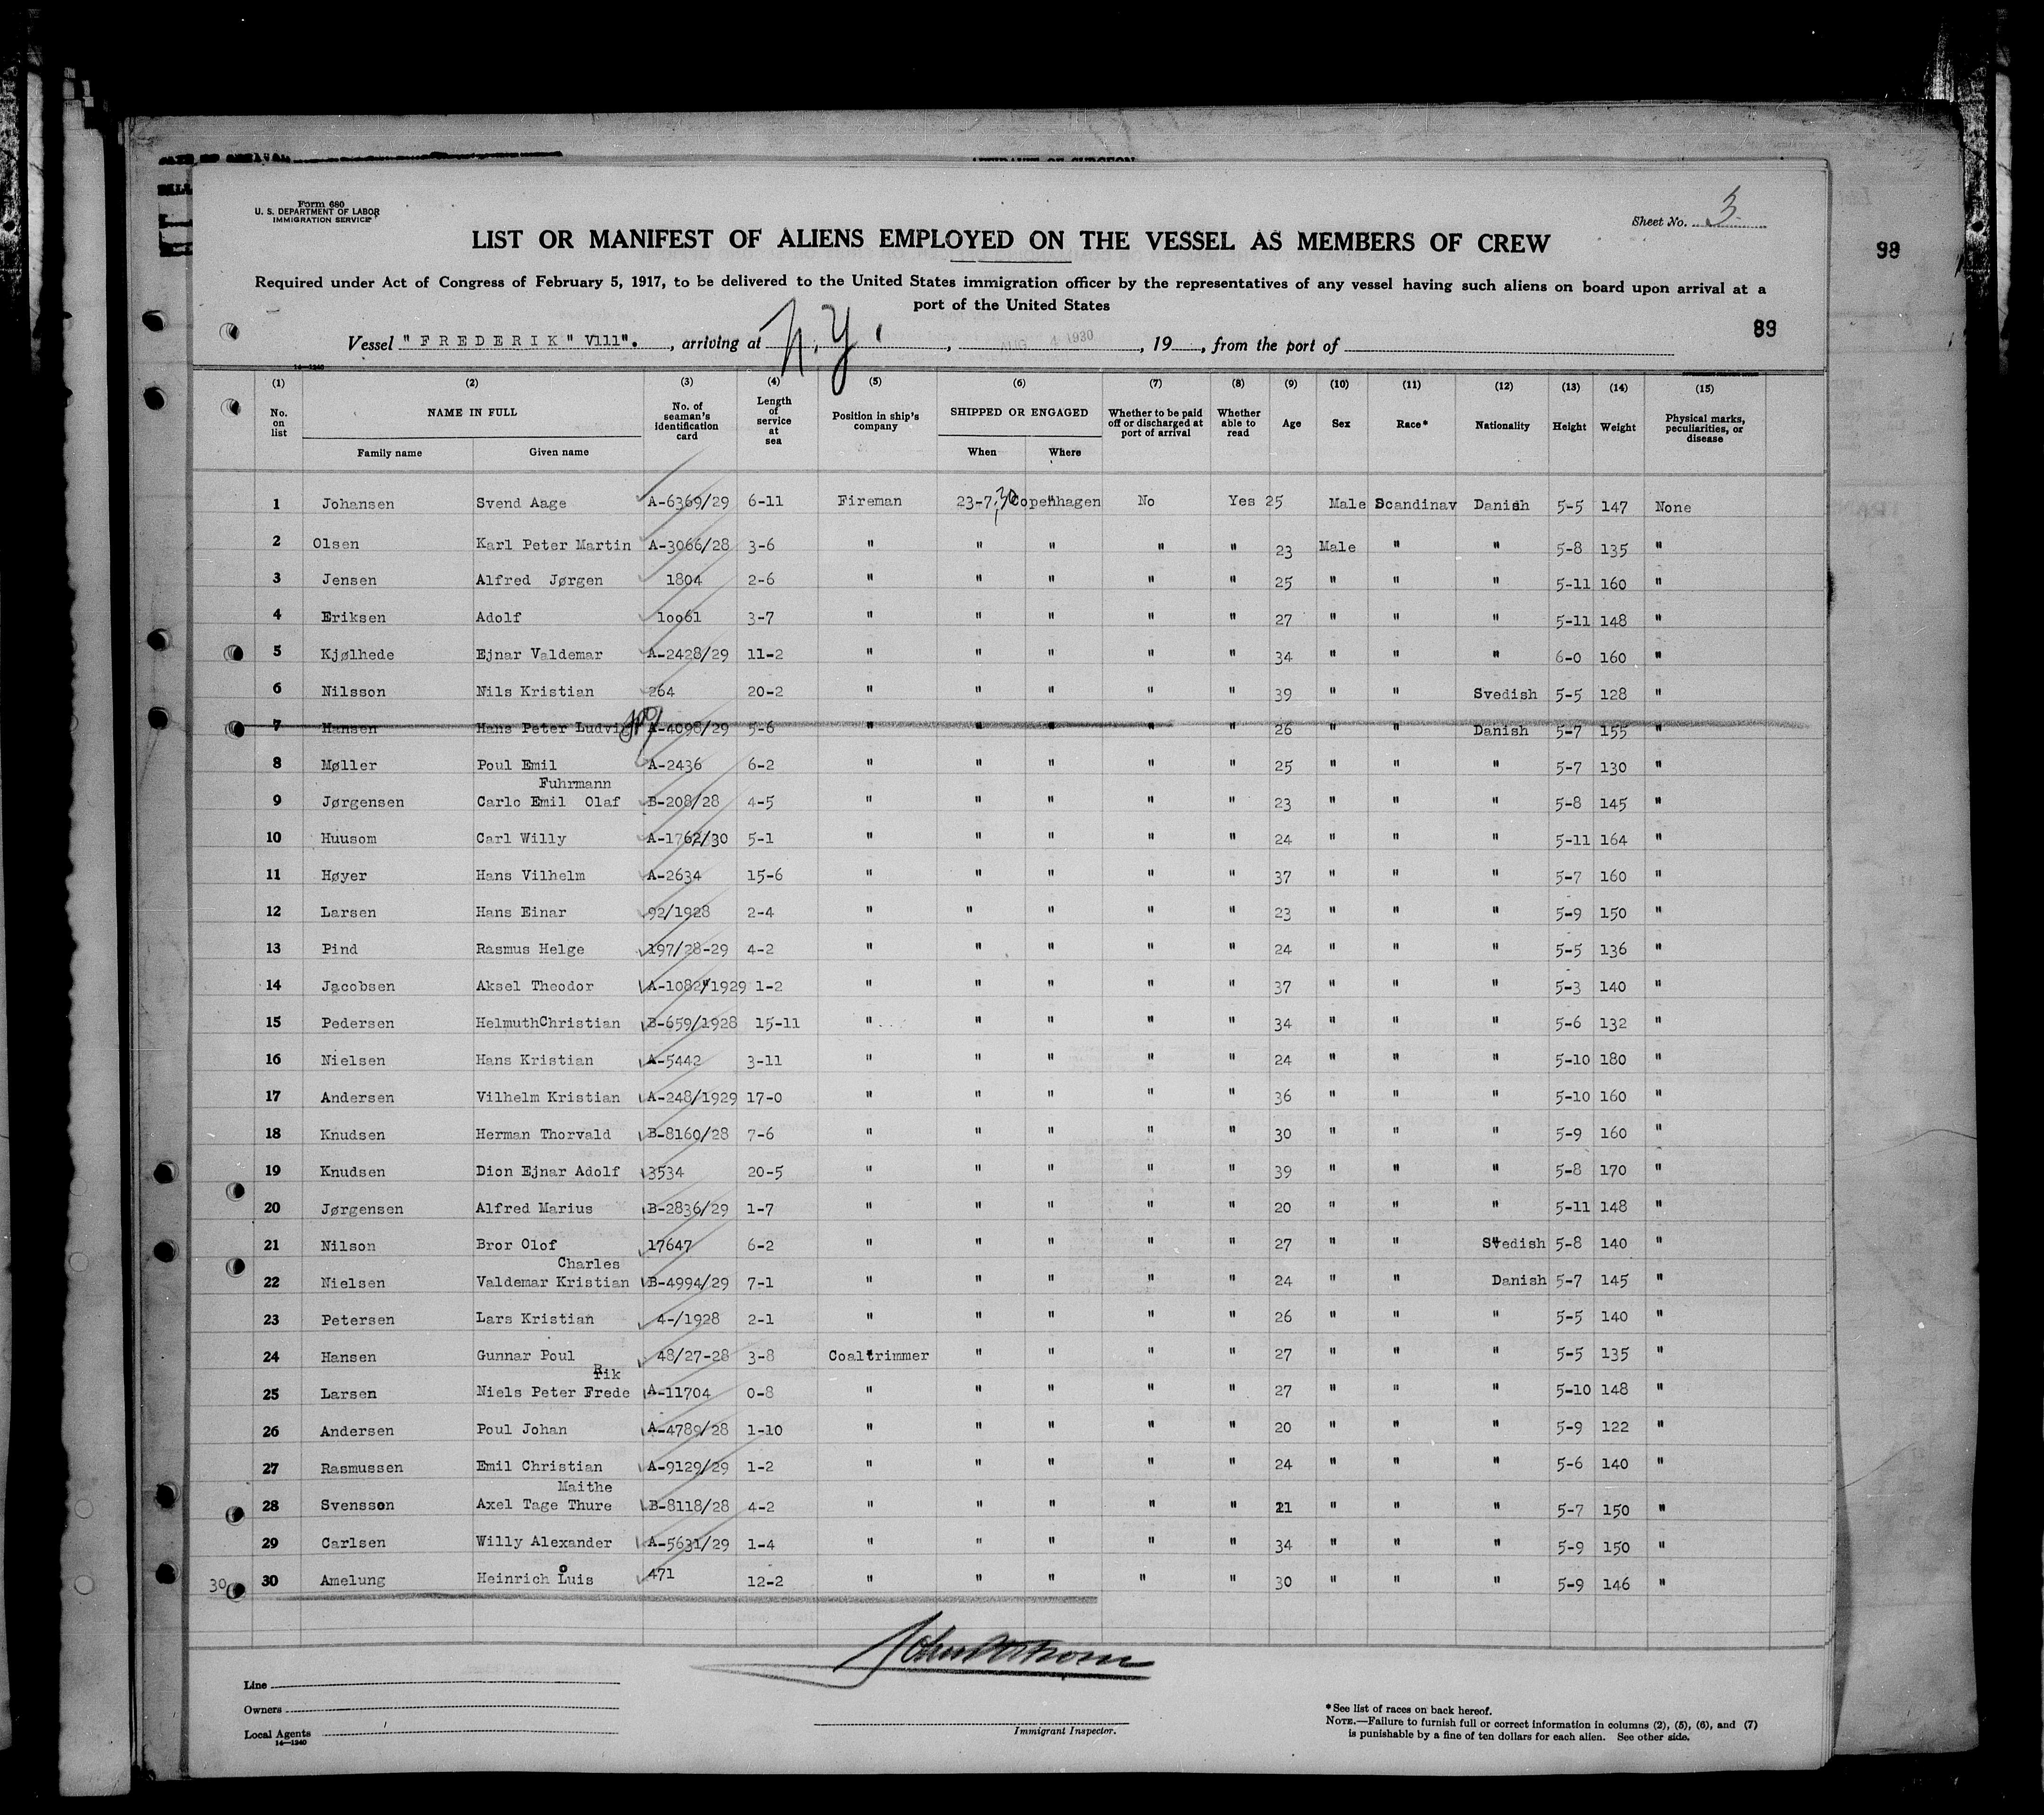 Form 680
U. S. DEPARTMENT OF LABOR
IMMIGRATION SERVICE
Sheet No. 3.
LIST OR MANIFEST OF ALIENS EMPLOYED ON THE VESSEL AS MEMBERS OF CREW
98
Required under Act of Congress of February 5, 1917, to be delivered to the United States immigration officer by the representatives of any vessel having such aliens on board upon arrival at a
port of the United States
89
Vessel "FREDERIK" Vlll". , arriving at N.Y. , AUG 4 1930 , 19 , from the port of
14—1240
(1) (2) (3) (4) (5) (6) (7) (8) (9) (10) (11) (12) (13) (14) (15)
No. on list NAME IN FULL No. of seaman's identification card Length of service at sea Position in ship's company SHIPPED OR ENGAGED Whether to be paid off or discharged at port of arrival Whether able to read Age Sex Race* Nationality Height Weight Physical marks, peculiarities, or disease
Family name Given name When Where
1 Johansen Svend Aage A-6369/29 6-11 Fireman 23-7,30 Copenhagen No Yes 25 Male Scandinav Danish 5-5 147 None
2 Olsen Karl Peter Martin A-3066/28 3-6 " " " " " 23 Male " " 5-8 135 "
3 Jensen Alfred Jørgen 1804 2-6 " " " " " 25 " " " 5-11 160 "
4 Eriksen Adolf 1oo61 3-7 " " " " " 27 " " " 5-11 148 "
5 Kjølhede Ejnar Valdemar A-2428/29 11-2 " " " " " 34 " " " 6-0 160 "
6 Nilsson Nils Kristian 264 20-2 " " " " " 39 " " Svedish 5-5 128 "
7 Hansen Hans Peter Ludvig A-4098/29 5-6 " " " " " 26 " " Danish 5-7 155 "
8 Møller Poul Emil A-2436 6-2 " " " " " 25 " " " 5-7 130 "
Fuhrmann
9 Jørgensen Carlo Emil Olaf B-208/28 4-5 " " " " " 23 " " " 5-8 145 "
10 Huusom Carl Willy A-1762/30 5-1 " " " " " 24 " " " 5-11 164 "
11 Høyer Hans Vilhelm A-2634 15-6 " " " " " 37 " " " 5-7 160 "
12 Larsen Hans Einar 92/1928 2-4 " " " " " 23 " " " 5-9 150 "
13 Pind Rasmus Helge 197/28-29 4-2 " " " " " 24 " " " 5-5 136 "
14 Jacobsen Aksel Theodor A-1082/1929 1-2 " " " " " 37 " " " 5-3 140 "
15 Pedersen HelmuthChristian B-659/1928 15-11 " " " " " 34 " " " 5-6 132 "
16 Nielsen Hans Kristian A-5442 3-11 " " " " " 24 " " " 5-10 180 "
17 Andersen Vilhelm Kristian A-248/1929 17-0 " " " " " 36 " " " 5-10 160 "
18 Knudsen Herman Thorvald B-8160/28 7-6 " " " " " 30 " " " 5-9 160 "
19 Knudsen Dion Ejnar Adolf 3534 20-5 " " " " " 39 " " " 5-8 170 "
20 Jørgensen Alfred Marius B-2836/29 1-7 " " " " " 20 " " " 5-11 148 "
21 Nilson Bror Olof 17647 6-2 " " " " " 27 " " Svedish 5-8 140 "
Charles
22 Nielsen Valdemar Kristian B-4994/29 7-1 " " " " " 24 " " Danish 5-7 145 "
23 Petersen Lars Kristian 4-/1928 2-1 " " " " " 26 " " " 5-5 140 "
24 Hansen Gunnar Poul 48/27-28 3-8 Coaltrimmer " " " " 27 " " " 5-5 135 "
Rik
25 Larsen Niels Peter Frede A-11704 0-8 " " " " " 27 " " " 5-10 148 "
26 Andersen Poul Johan A-4789/28 1-10 " " " " " 20 " " " 5-9 122 "
27 Rasmussen Emil Christian A-9129/29 1-2 " " " " " 24 " " " 5-6 140 "
Maithe
28 Svensson Axel Tage Thure B-8118/28 4-2 " " " " " 21 " " " 5-7 150 "
29 Carlsen Willy Alexander A-5631/29 1-4 " " " " " 34 " " " 5-9 150 "
30 30 Amelung Heinrich Luis 471 12-2 " " " " " 30 " " " 5-9 146 "
Line
Owners
Local Agents
14—1240
Immigrant Inspector.
*See list of races on back hereof.
NOTE.—Failure to furnish full or correct information in columns (2), (5), (6), and (7)
is punishable by a fine of ten dollars for each alien. See other side.